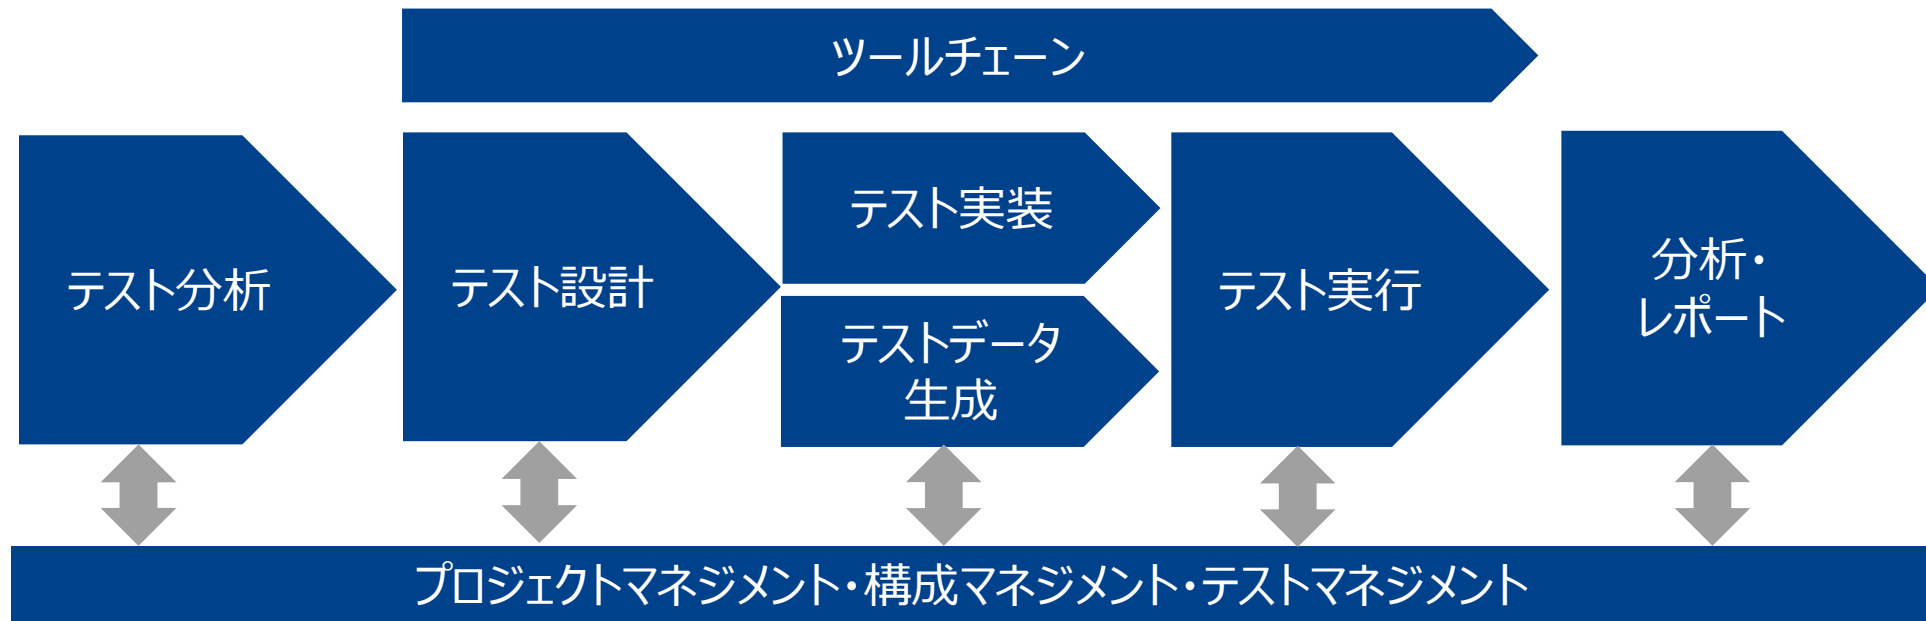 ツールチェーン
テスト分析
テスト設計
テスト実装
テストデータ
生成
テスト実行
分析・
レポート
プロジェクトマネジメント・構成マネジメント・テストマネジメント